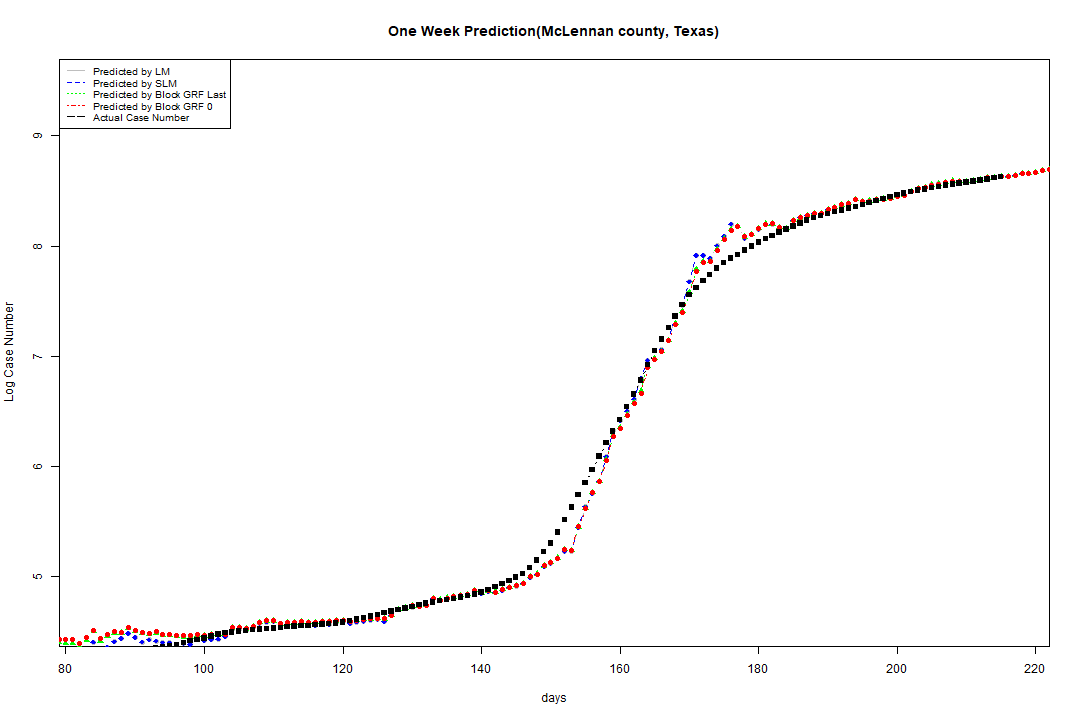 One Week Prediction(McLennan county, Texas)
Predicted by LM
Predicted by SLM
Predicted by Block GRF Last
Predicted by Block GRF 0
Actual Case Number
9
8
7
6
5
Log Case Number
80 100 120 140 160 180 200 220
days